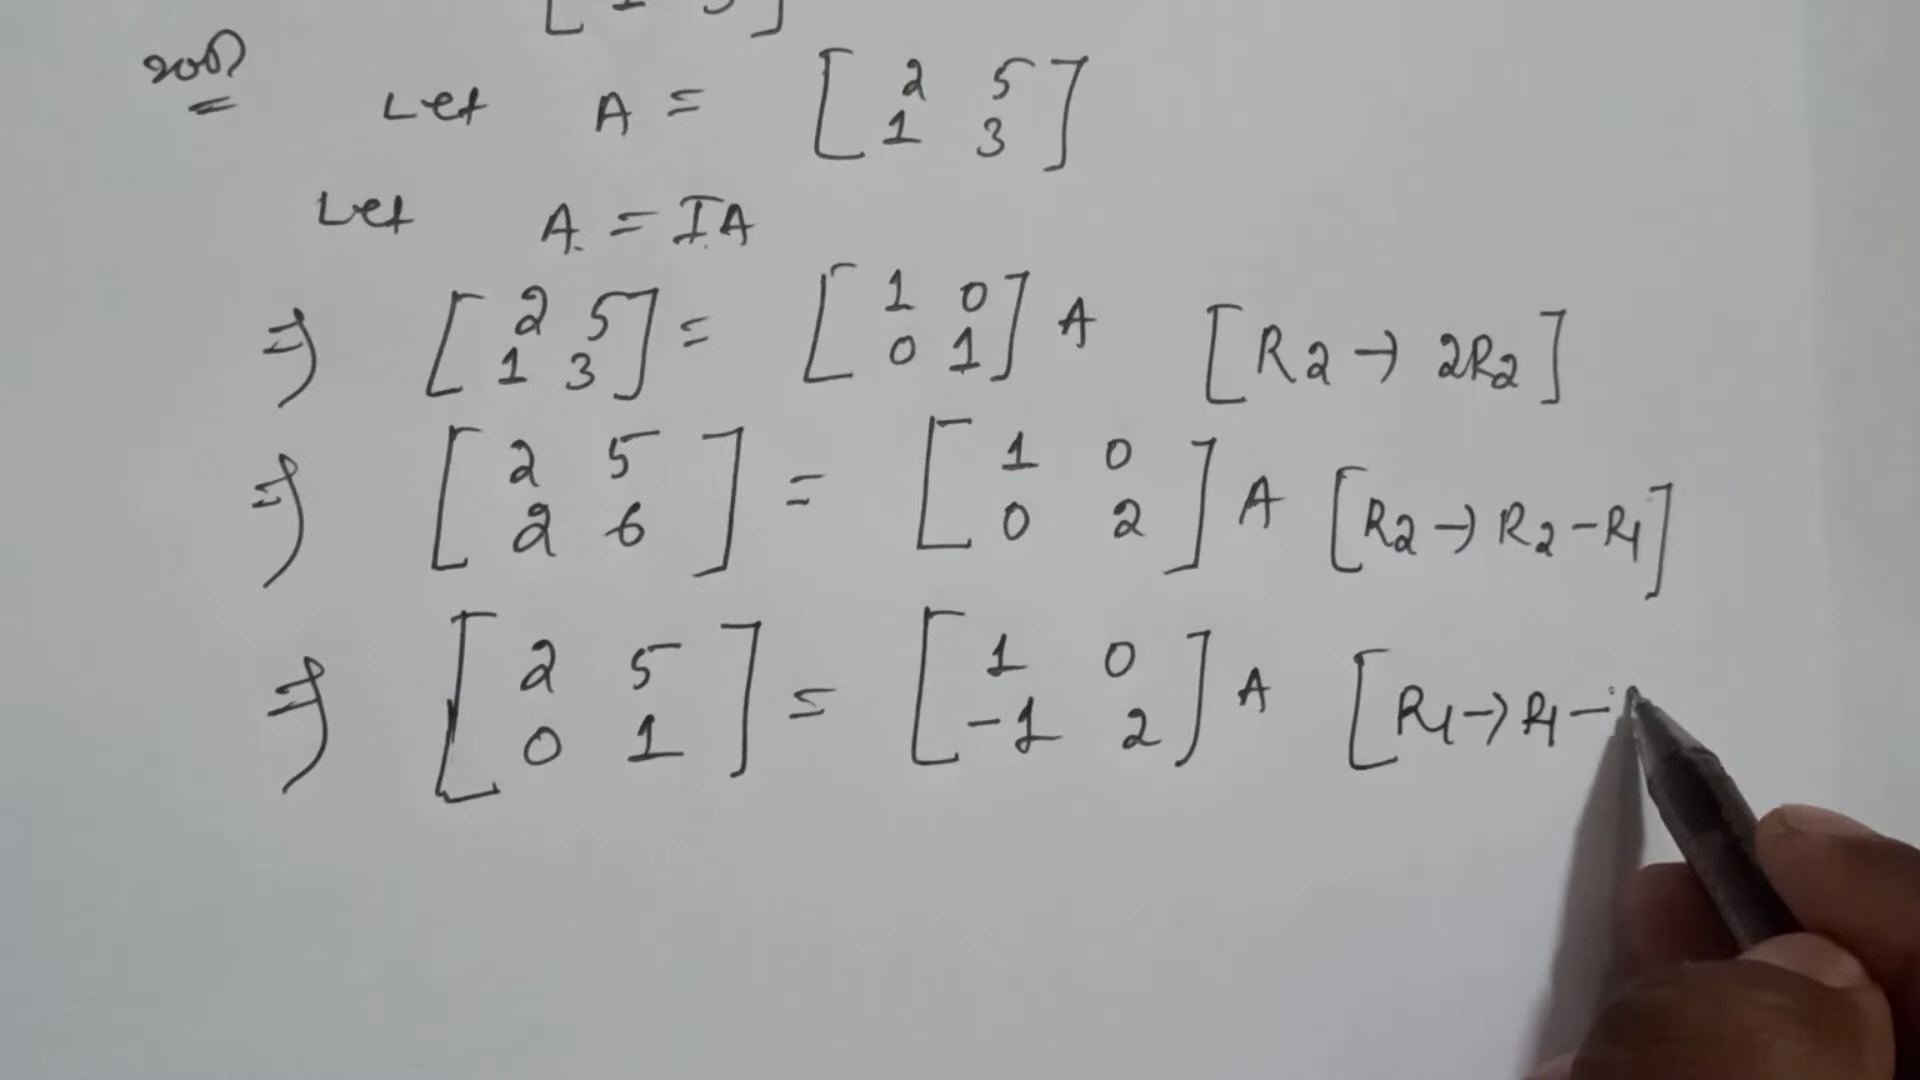 Let A = [2 5
1 3]
Let A = IA
⇒ [2 5
1 3] = [1 0
0 1] A [R2 → 2R2]
⇒ [2 5
2 6] = [1 0
0 2] A [R2 → R2 - R1]
⇒ [2 5
0 1] = [1 0
-1 2] A [R1 → R1 -